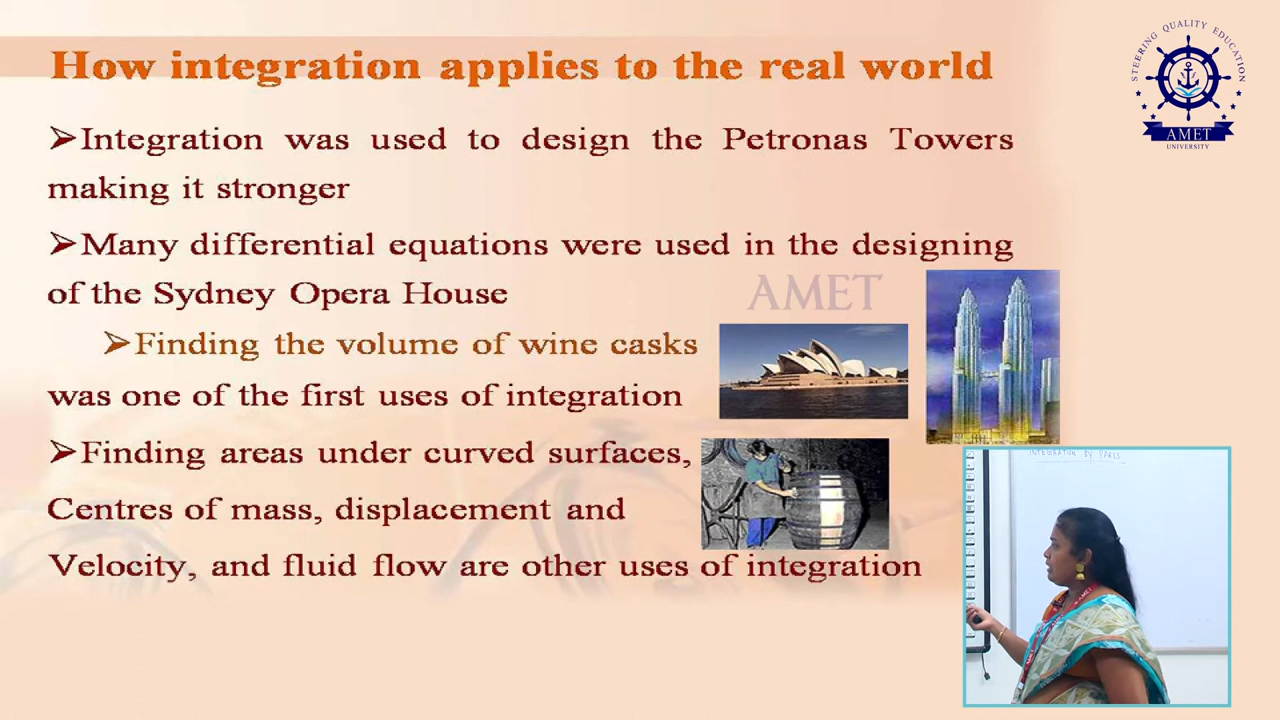 How integration applies to the real world
➢Integration was used to design the Petronas Towers
making it stronger
➢Many differential equations were used in the designing
of the Sydney Opera House
➢Finding the volume of wine casks
was one of the first uses of integration
➢Finding areas under curved surfaces,
Centres of mass, displacement and
Velocity, and fluid flow are other uses of integration
AMET
STEERING QUALITY EDUCATION
AMET
UNIVERSITY
INTEGRATION BY PARTS